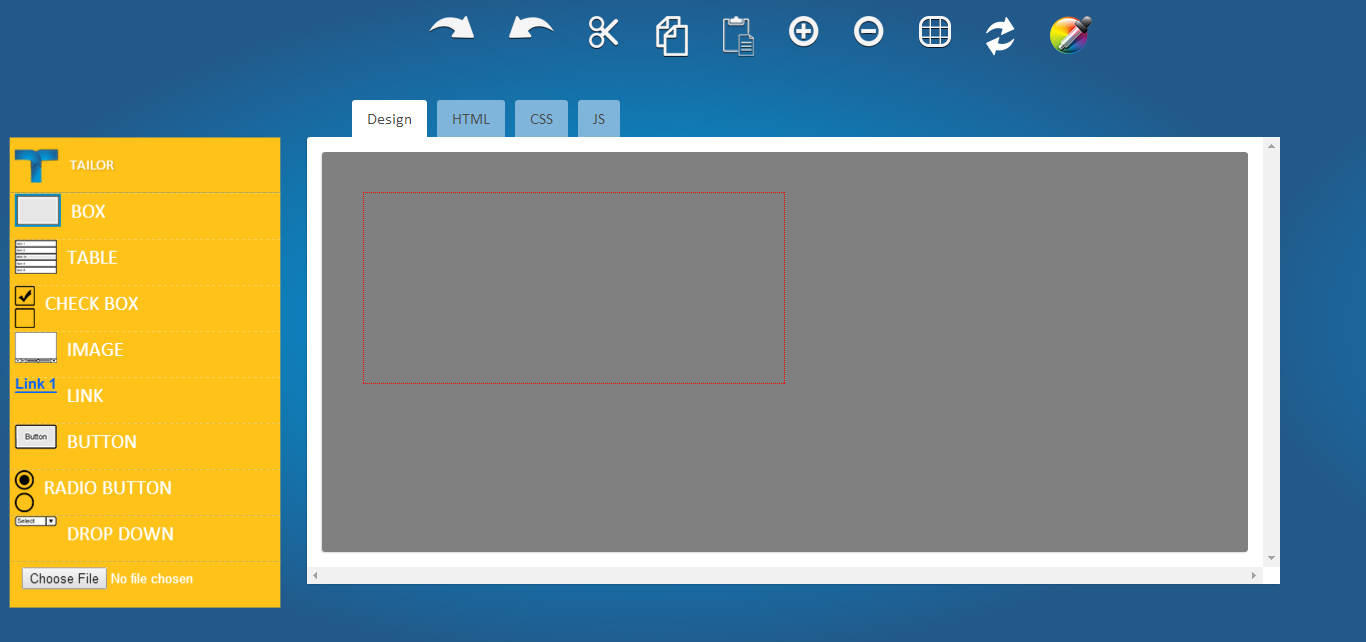 Design
HTML
CSS
JS
TAILOR
BOX
TABLE
CHECK BOX
IMAGE
Link 1
LINK
Button
BUTTON
RADIO BUTTON
Select
DROP DOWN
Choose File No file chosen